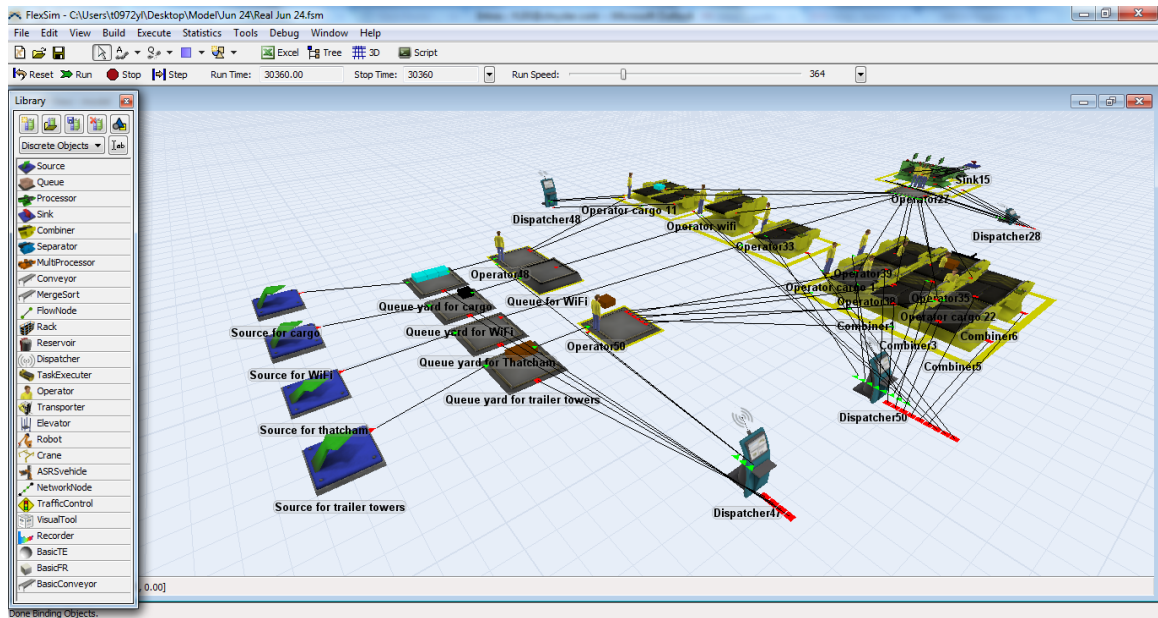 FlexSim - C:\Users\t0972yl\Desktop\Model\Jun 24\Real Jun 24.fsm
File Edit View Build Execute Statistics Tools Debug Window Help
Excel Tree 3D Script
Reset Run Stop Step Run Time: 30360.00 Stop Time: 30360 Run Speed: 364
Library
Discrete Objects
Source
Queue
Processor
Sink
Combiner
Separator
MultiProcessor
Conveyor
MergeSort
FlowNode
Rack
Reservoir
Dispatcher
TaskExecuter
Operator
Transporter
Elevator
Robot
Crane
ASRSvehicle
NetworkNode
TrafficControl
VisualTool
Recorder
BasicTE
BasicFR
BasicConveyor
Sink15
Operator27
Dispatcher28
Dispatcher48
Operator cargo 11
Operator wifi
Operator33
Operator48
Queue for WiFi
Operator50
Queue yard for cargo
Queue yard for WiFi
Queue yard for Thatcham
Queue yard for trailer towers
Source for cargo
Source for WiFi
Source for thatcham
Source for trailer towers
Operator39
Operator cargo 1
Operator38
Operator35
Operator cargo 22
Combiner1
Combiner3
Combiner6
Combiner5
Dispatcher50
Dispatcher47
, 0.00]
Done Binding Objects.